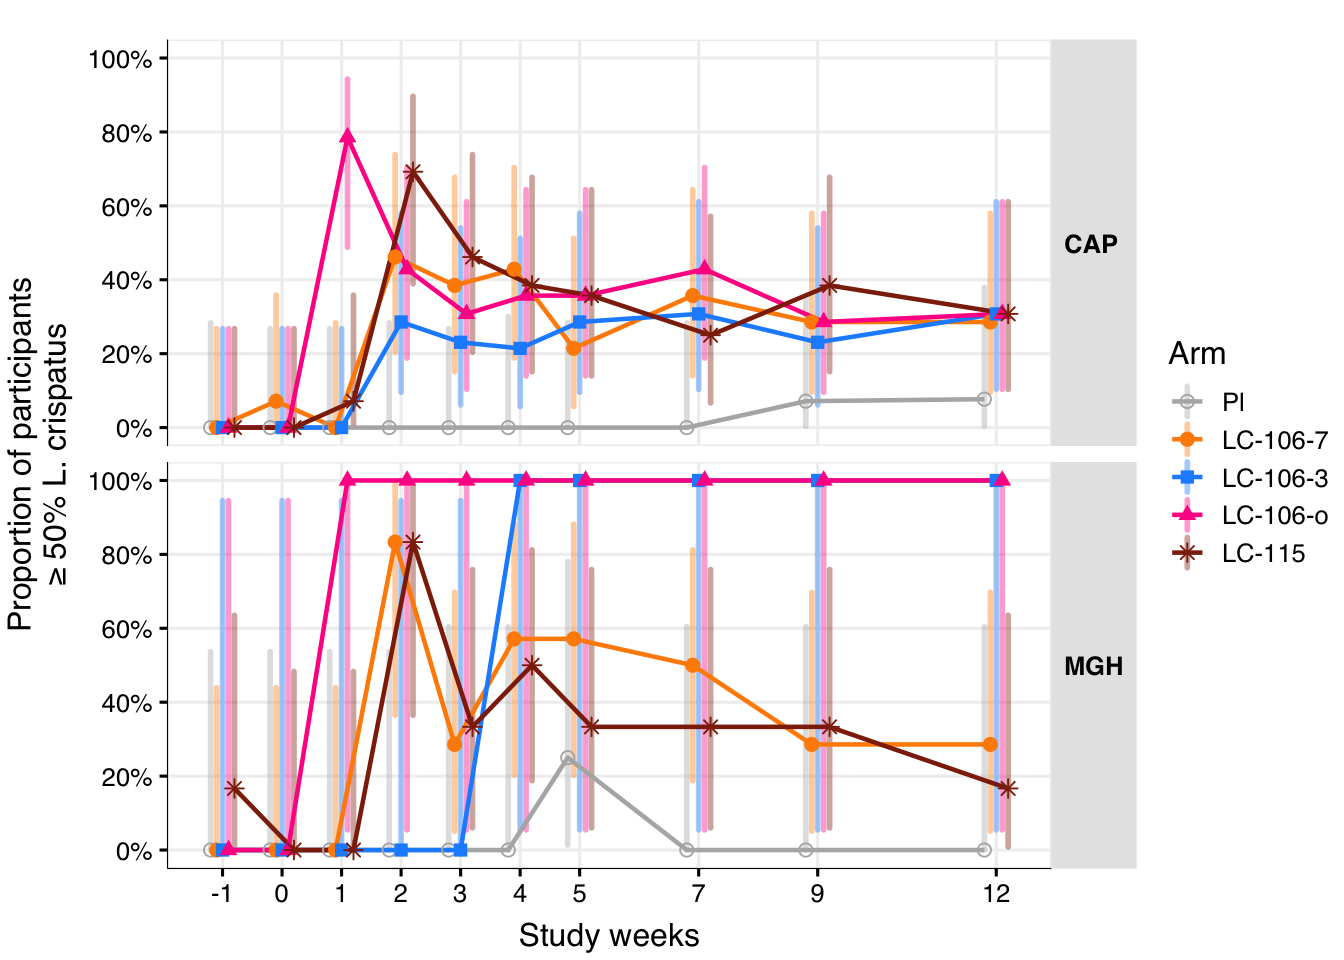 100%
80%
60%
40%
20%
0%
CAP
100%
80%
60%
40%
20%
0%
MGH
-1 0 1 2 3 4 5 7 9 12
Study weeks
Proportion of participants
≥ 50% L. crispatus
Arm
Pl
LC-106-7
LC-106-3
LC-106-o
LC-115